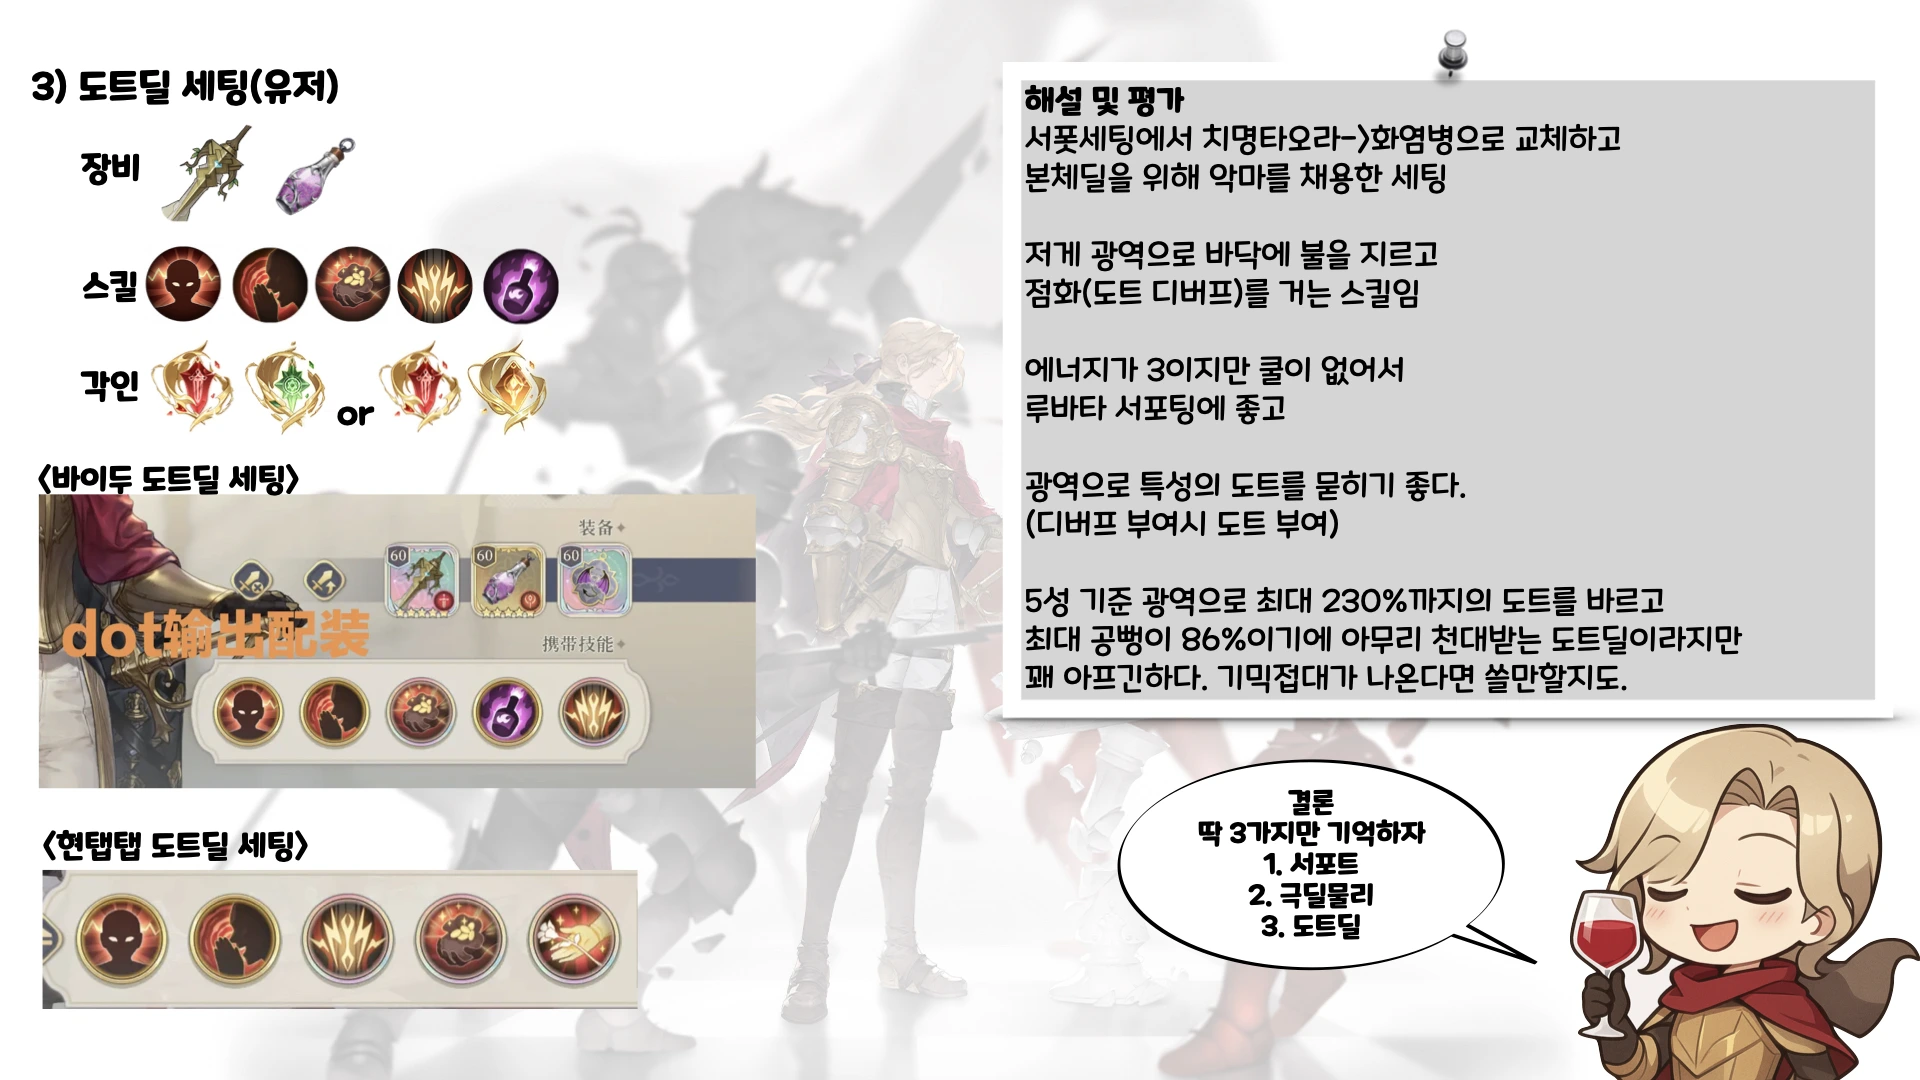 3) 도트딜 세팅(유저)
장비
스킬
각인
or
<바이두 도트딜 세팅>
装备
60
60
60
dot输出配装
携带技能
<현탭탭 도트딜 세팅>
해설 및 평가
서폿세팅에서 치명타오라->화염병으로 교체하고
본체딜을 위해 악마를 채용한 세팅
저게 광역으로 바닥에 불을 지르고
점화(도트 디버프)를 거는 스킬임
에너지가 3이지만 쿨이 없어서
루바타 서포팅에 좋고
광역으로 특성의 도트를 묻히기 좋다.
(디버프 부여시 도트 부여)
5성 기준 광역으로 최대 230%까지의 도트를 바르고
최대 공뻥이 86%이기에 아무리 천대받는 도트딜이라지만
꽤 아프긴하다. 기믹접대가 나온다면 쓸만할지도.
결론
딱 3가지만 기억하자
1. 서포트
2. 극딜물리
3. 도트딜